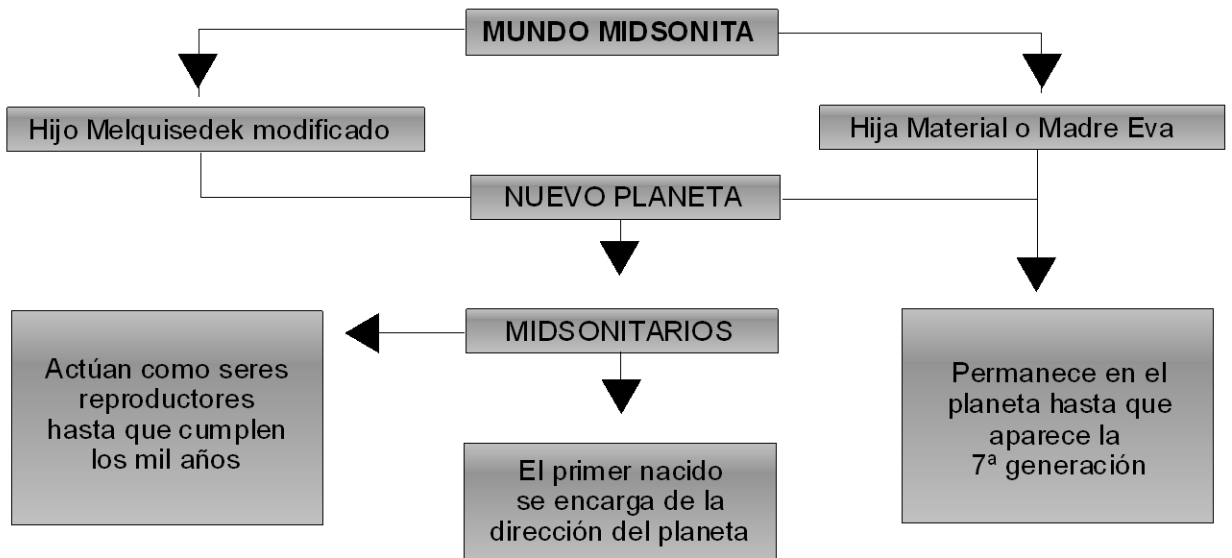 MUNDO MIDSONITA
Hijo Melquisedek modificado
Hija Material o Madre Eva
NUEVO PLANETA
MIDSONITARIOS
Actúan como seres
reproductores
hasta que cumplen
los mil años
El primer nacido
se encarga de la
dirección del planeta
Permanece en el
planeta hasta que
aparece la
7ª generación